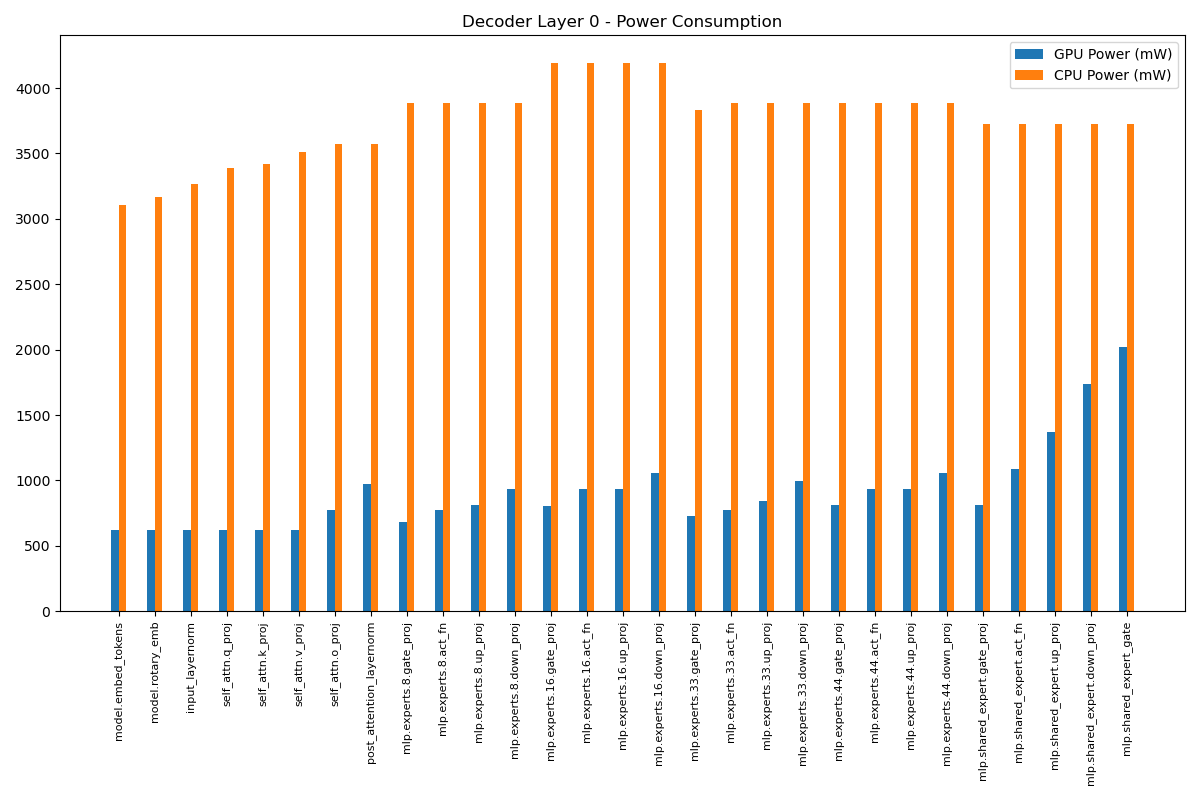 Decoder Layer 0 - Power Consumption
GPU Power (mW)
CPU Power (mW)
4000
3500
3000
2500
2000
1500
1000
500
0
model.embed_tokens
model.rotary_emb
input_layernorm
self_attn.q_proj
self_attn.k_proj
self_attn.v_proj
self_attn.o_proj
post_attention_layernorm
mlp.experts.8.gate_proj
mlp.experts.8.act_fn
mlp.experts.8.up_proj
mlp.experts.8.down_proj
mlp.experts.16.gate_proj
mlp.experts.16.act_fn
mlp.experts.16.up_proj
mlp.experts.16.down_proj
mlp.experts.33.gate_proj
mlp.experts.33.act_fn
mlp.experts.33.up_proj
mlp.experts.33.down_proj
mlp.experts.44.gate_proj
mlp.experts.44.act_fn
mlp.experts.44.up_proj
mlp.experts.44.down_proj
mlp.shared_expert.gate_proj
mlp.shared_expert.act_fn
mlp.shared_expert.up_proj
mlp.shared_expert.down_proj
mlp.shared_expert_gate